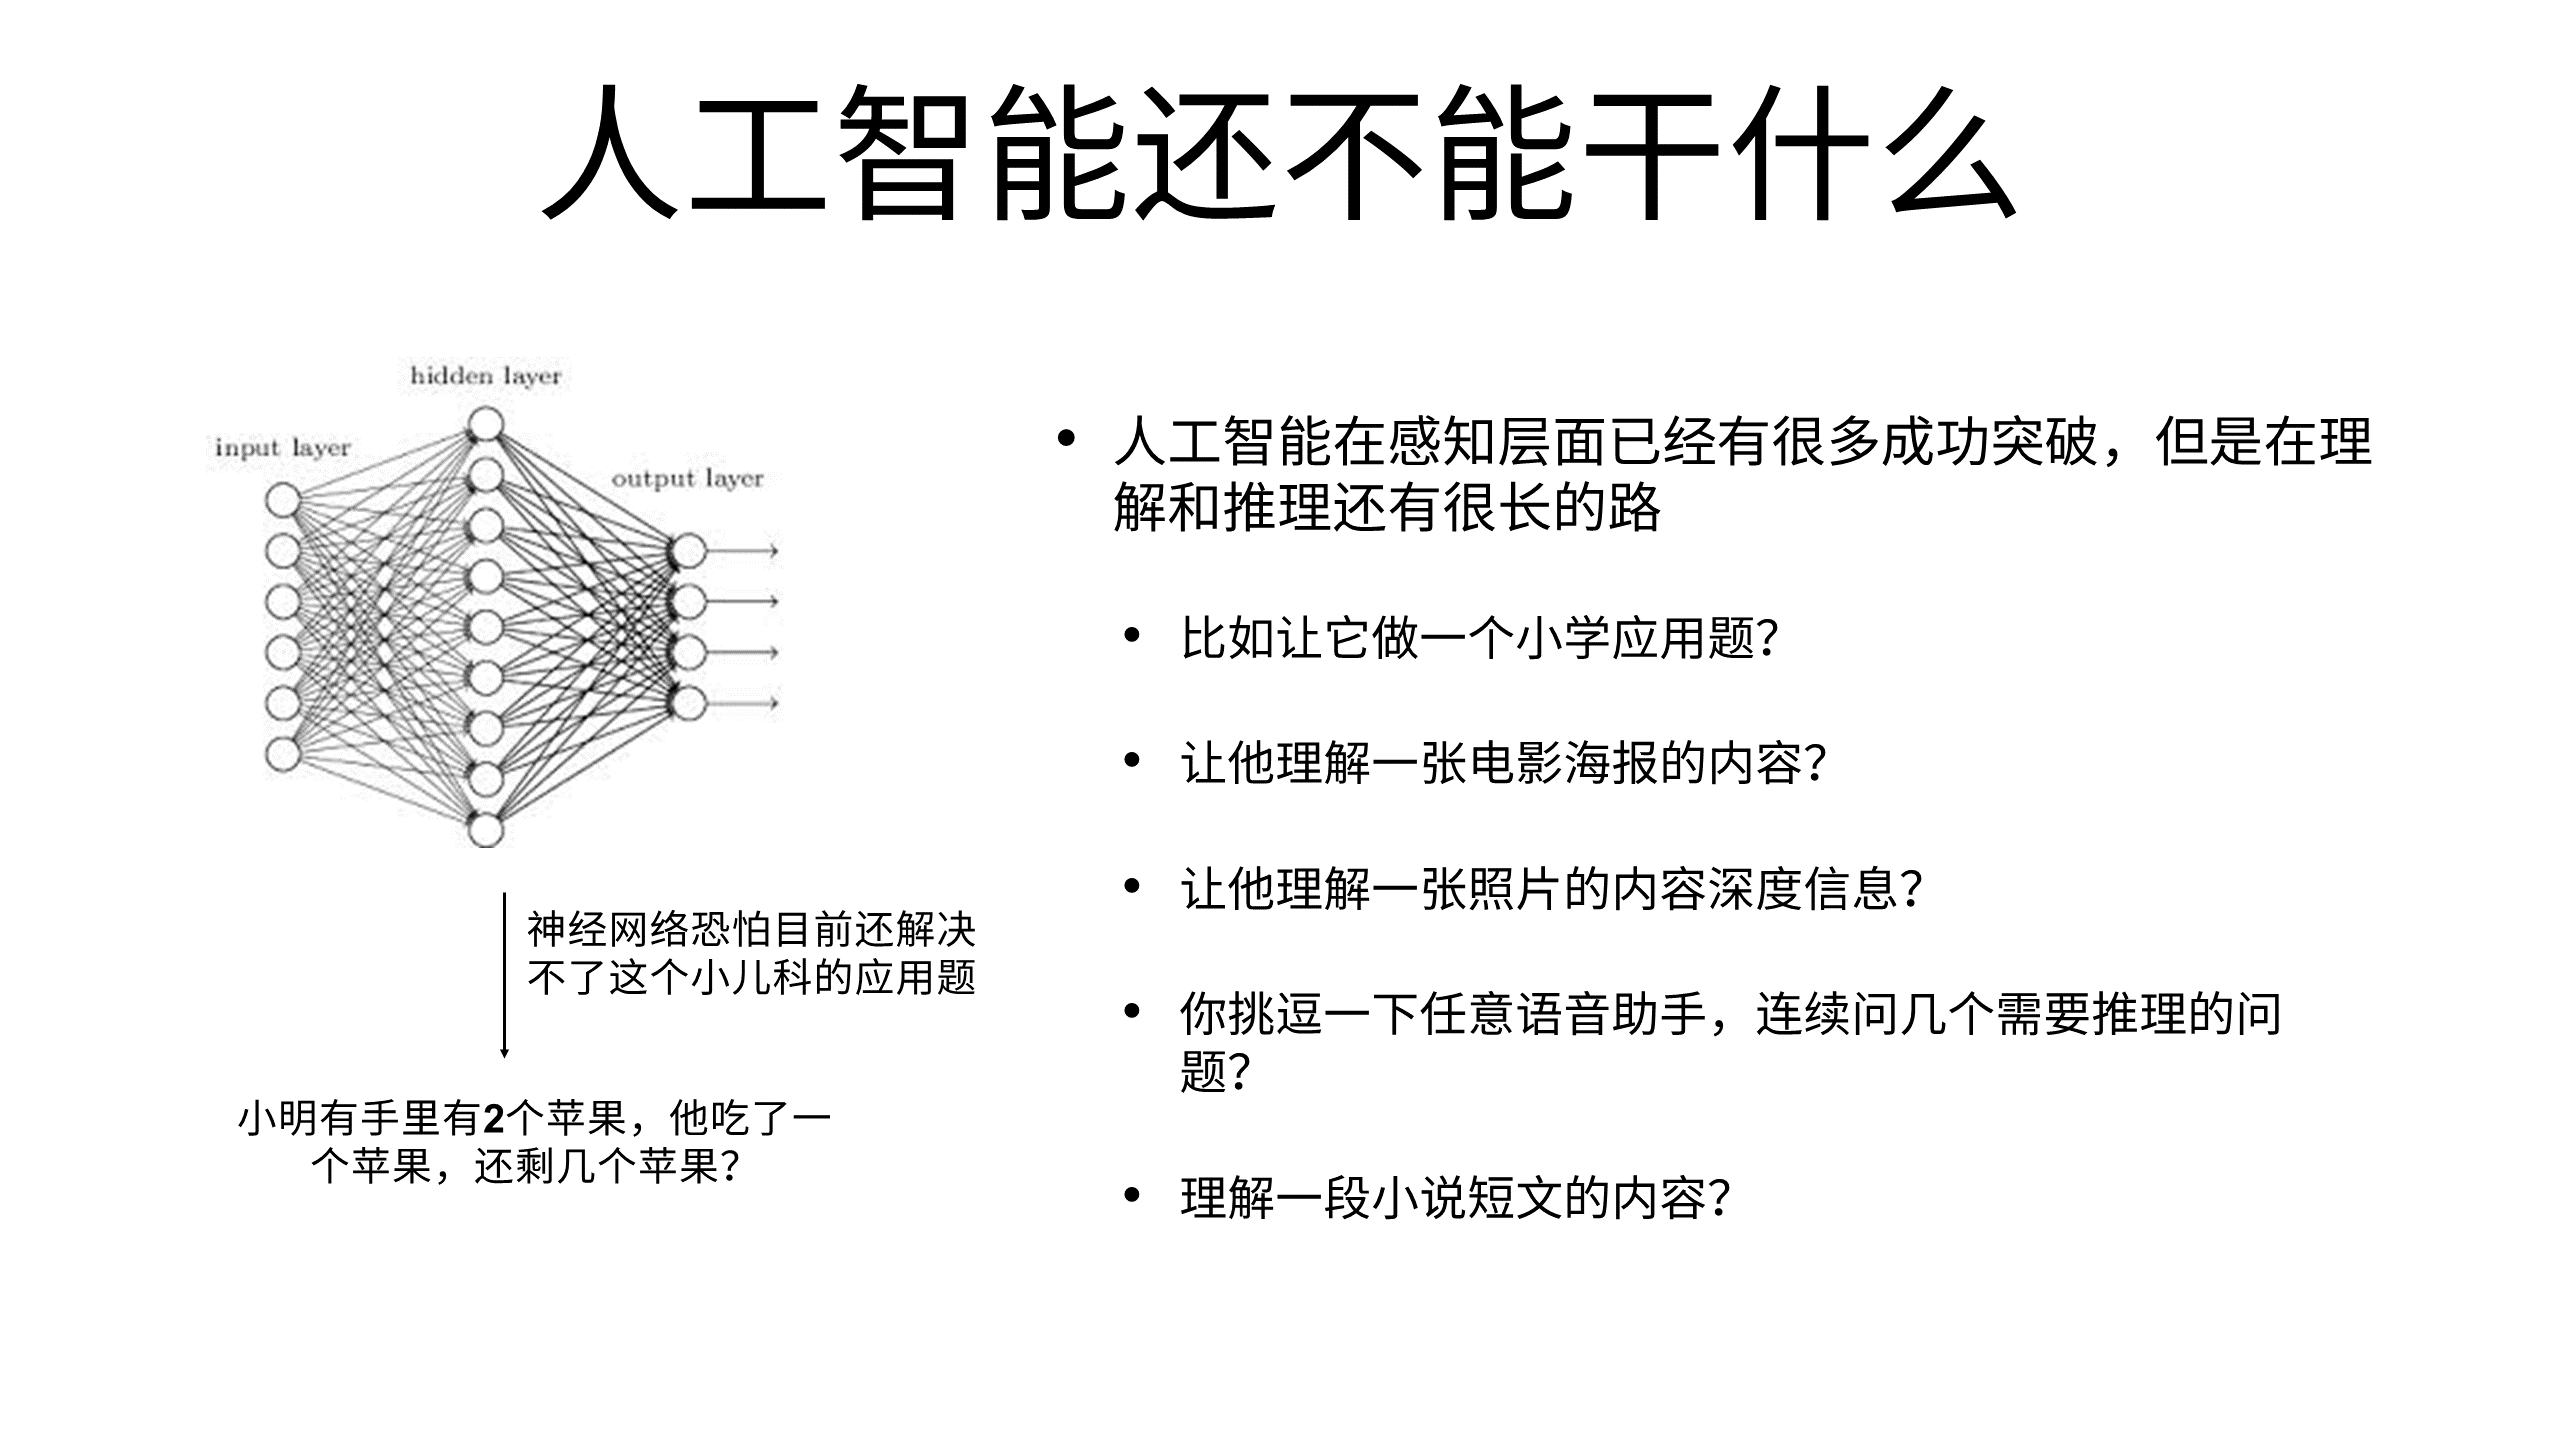 人工智能还不能干什么
hidden layer
input layer
output layer
神经网络恐怕目前还解决
不了这个小儿科的应用题
小明有手里有2个苹果，他吃了一
个苹果，还剩几个苹果？
• 人工智能在感知层面已经有很多成功突破，但是在理
解和推理还有很长的路
• 比如让它做一个小学应用题？
• 让他理解一张电影海报的内容？
• 让他理解一张照片的内容深度信息？
• 你挑逗一下任意语音助手，连续问几个需要推理的问
题？
• 理解一段小说短文的内容？